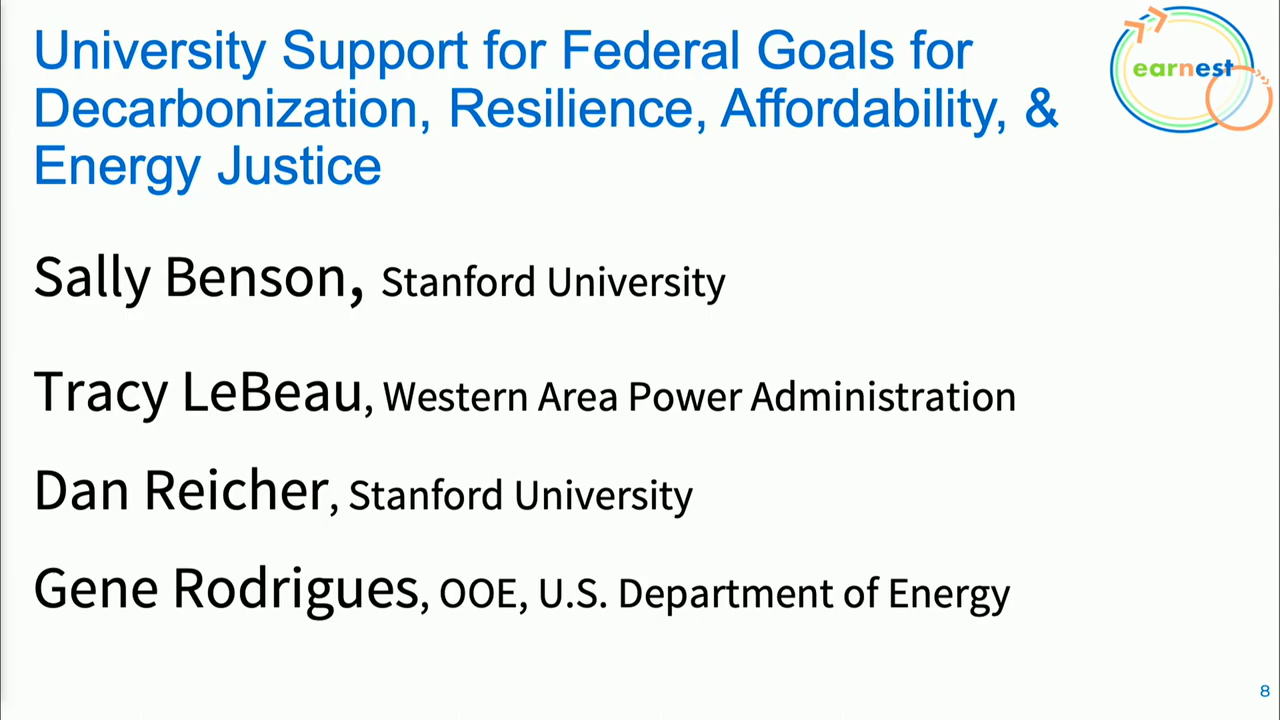 University Support for Federal Goals for
Decarbonization, Resilience, Affordability, &
Energy Justice
earnest
Sally Benson, Stanford University
Tracy LeBeau, Western Area Power Administration
Dan Reicher, Stanford University
Gene Rodrigues, OOE, U.S. Department of Energy
8